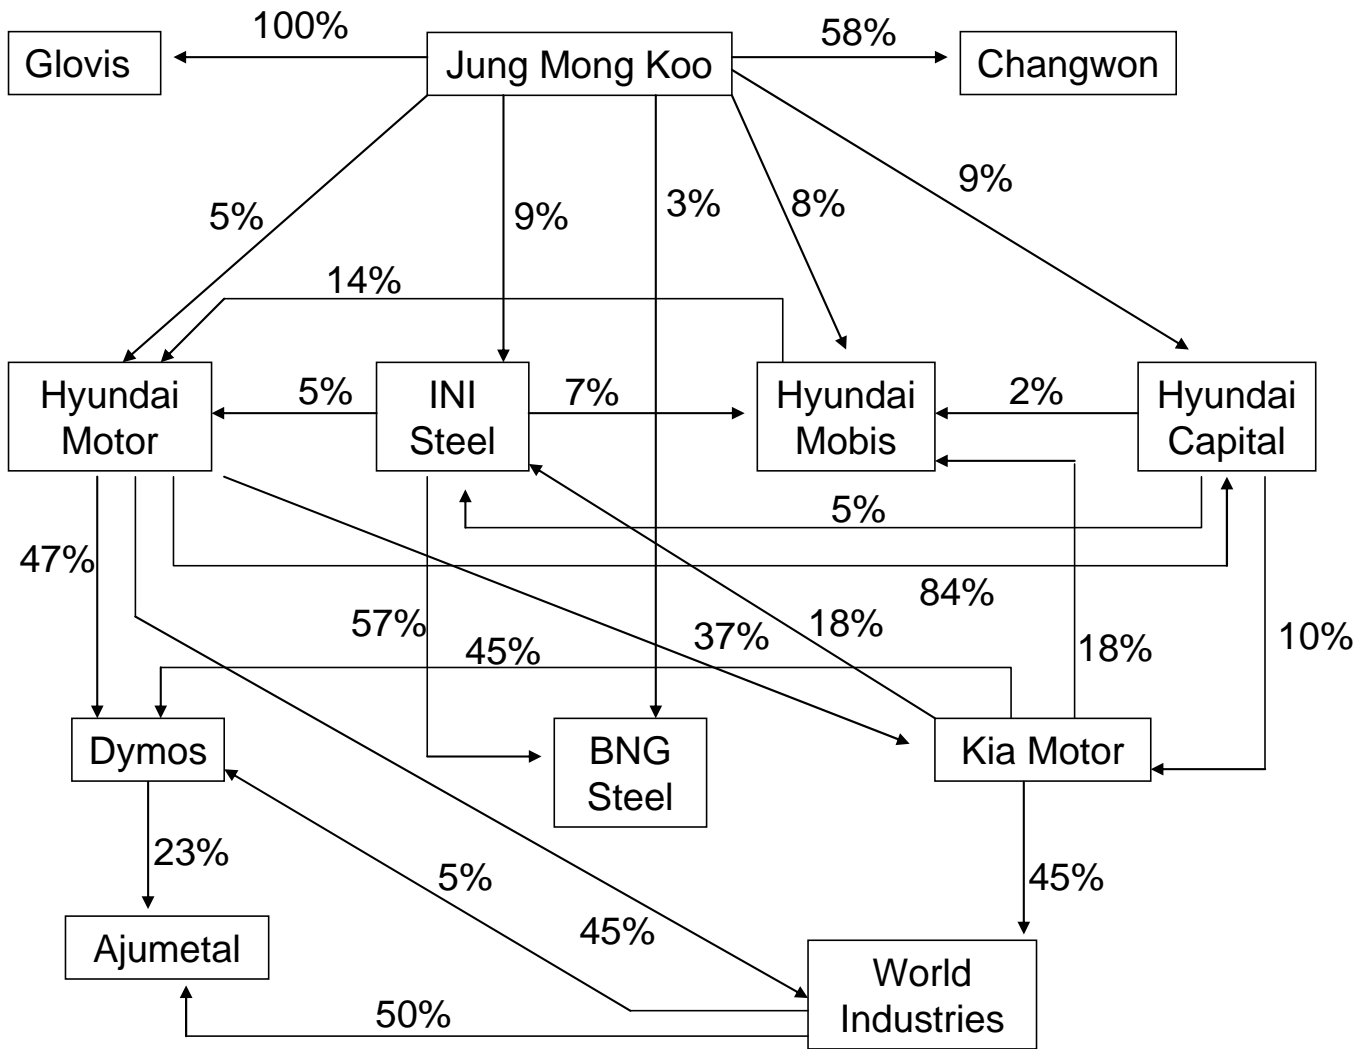 100%
58%
Glovis
Jung Mong Koo
Changwon
5%
9%
3%
8%
9%
14%
Hyundai
Motor
5%
INI
Steel
7%
Hyundai
Mobis
2%
Hyundai
Capital
5%
47%
84%
57%
45%
37%
18%
18%
10%
Dymos
BNG
Steel
Kia Motor
23%
5%
45%
45%
Ajumetal
World
Industries
50%